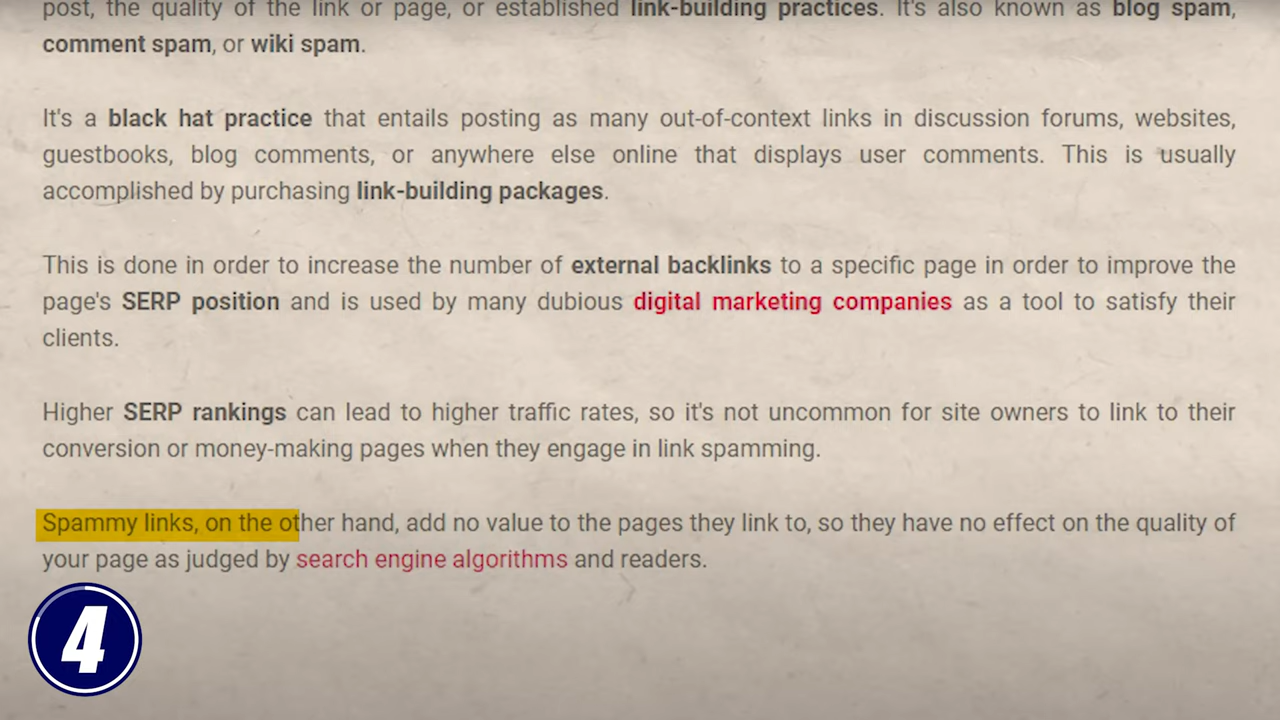 post, the quality of the link or page, or established link-building practices. It's also known as blog spam,
comment spam, or wiki spam.
It's a black hat practice that entails posting as many out-of-context links in discussion forums, websites,
guestbooks, blog comments, or anywhere else online that displays user comments. This is usually
accomplished by purchasing link-building packages.
This is done in order to increase the number of external backlinks to a specific page in order to improve the
page's SERP position and is used by many dubious digital marketing companies as a tool to satisfy their
clients.
Higher SERP rankings can lead to higher traffic rates, so it's not uncommon for site owners to link to their
conversion or money-making pages when they engage in link spamming.
Spammy links, on the other hand, add no value to the pages they link to, so they have no effect on the quality of
your page as judged by search engine algorithms and readers.
4